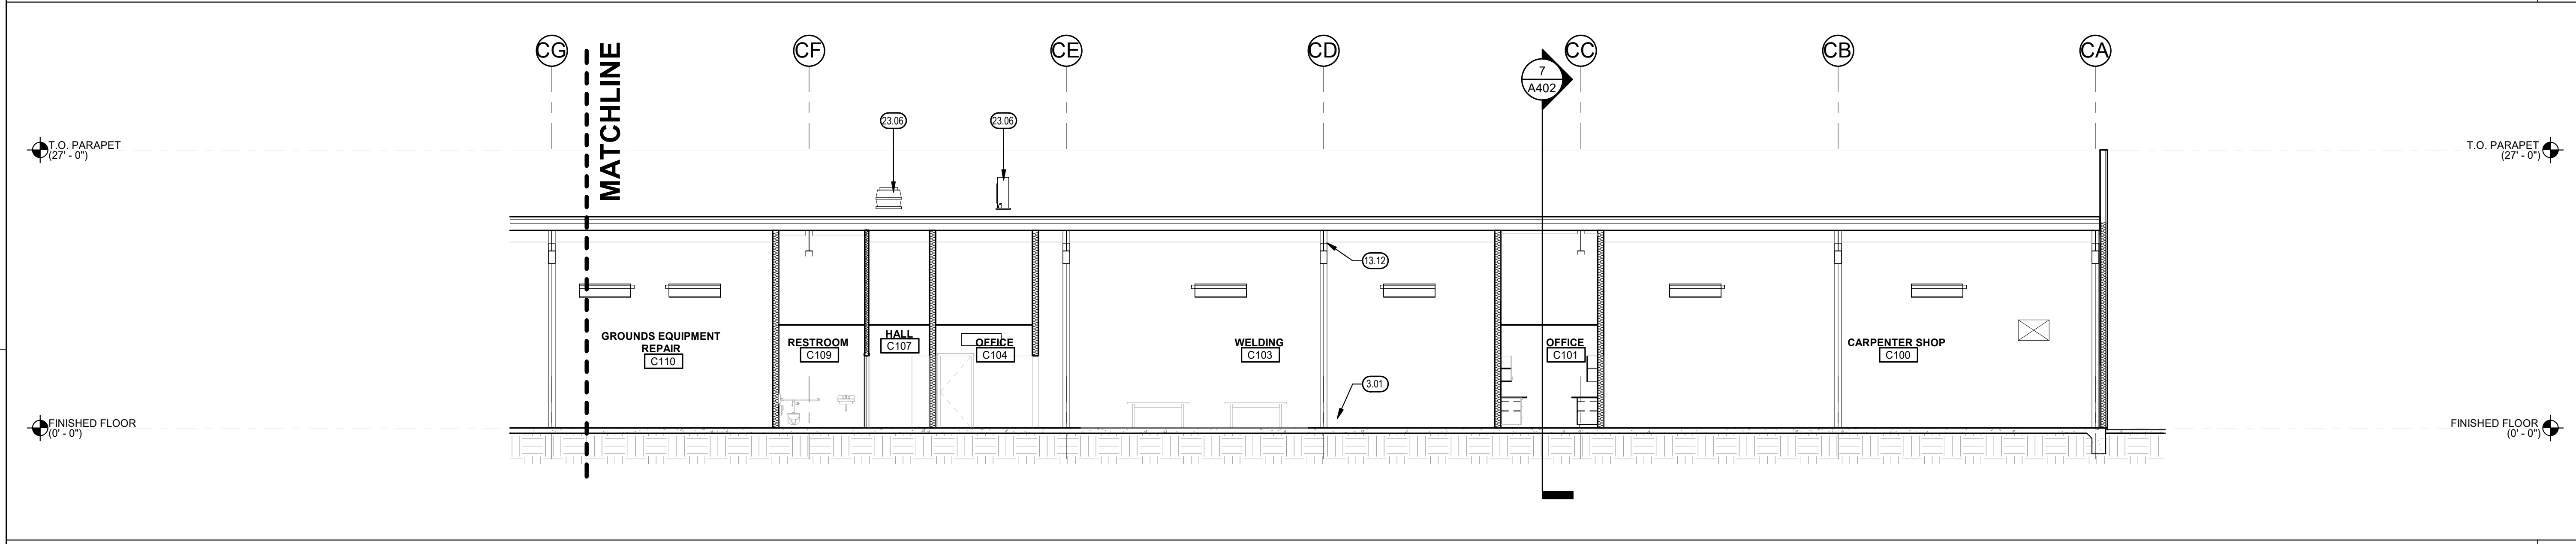 CG
CF
CE
CD
CC
CB
CA
MATCHLINE
7
A402
23.06
23.06
T.O. PARAPET
(27' - 0")
T.O. PARAPET
(27' - 0")
13.12
GROUNDS EQUIPMENT
REPAIR
C110
RESTROOM
C109
HALL
C107
OFFICE
C104
WELDING
C103
OFFICE
C101
CARPENTER SHOP
C100
3.01
FINISHED FLOOR
(0' - 0")
FINISHED FLOOR
(0' - 0")